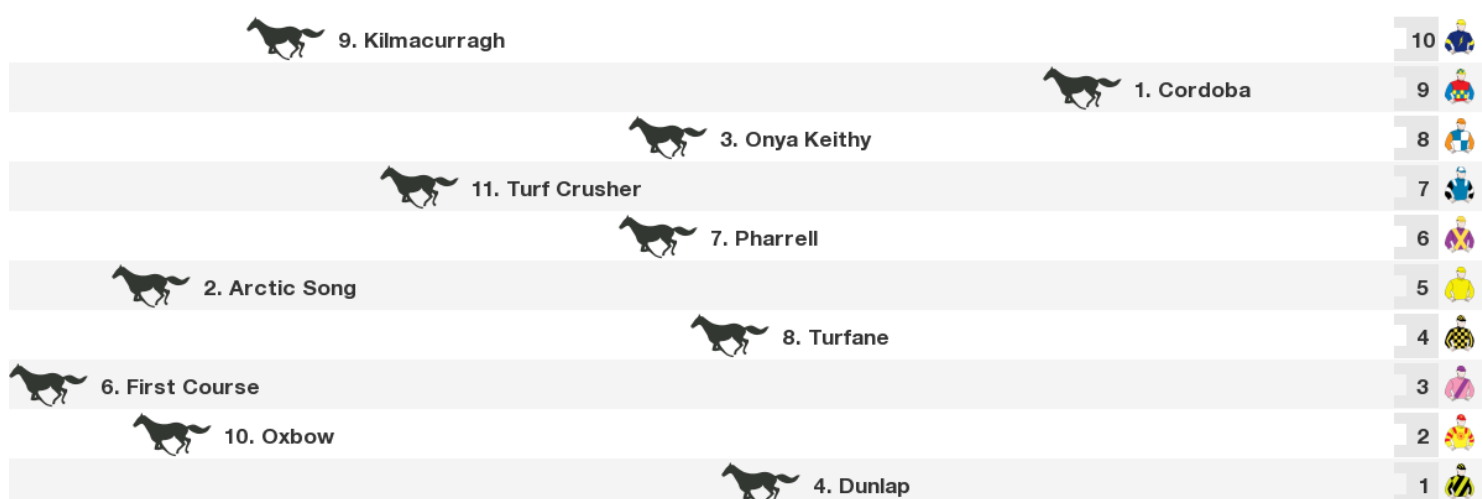 9. Kilmacurragh 10
1. Cordoba 9
3. Onya Keithy 8
11. Turf Crusher 7
7. Pharrell 6
2. Arctic Song 5
8. Turfane 4
6. First Course 3
10. Oxbow 2
4. Dunlap 1